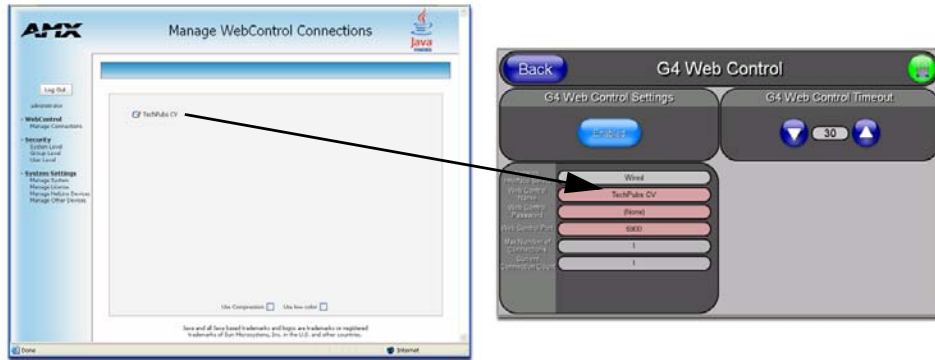 AMX
Manage WebControl Connections
Java
POWERED
Log Out
administrator
WebControl
Manage Connections
Security
System Level
Group Level
User Level
System Settings
Manage System
Manage License
Manage NetLinx Devices
Manage Other Devices
TechPubs CV
Use Compression
Use low color
Java and all Java based trademarks and logos are trademarks or registered
trademarks of Sun Microsystems, Inc. in the U.S. and other countries.
Done
Internet
Back
G4 Web Control
G4 Web Control Settings
Enabled
G4 Web Control Timeout
30
Wired
Web Control
Name
TechPubs CV
Web Control
Password
(None)
Web Control Port
5900
Max Number of
Connections
1
Current
Connection Count
1